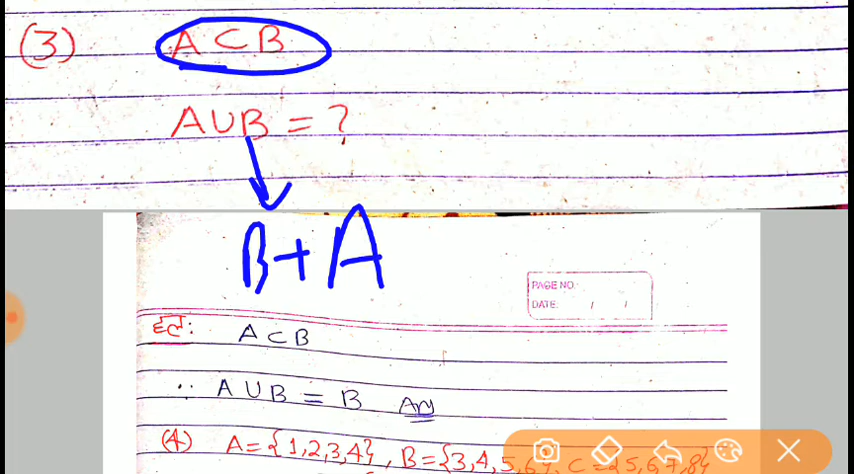 (3) A ⊂ B
A∪B = ?
B+A
PAGE NO.
DATE: / /
हल: A ⊂ B
∴ A ∪ B = B Ans
(4) A={1,2,3,4}, B={3,4,5,6}, C={5,6,7,8}